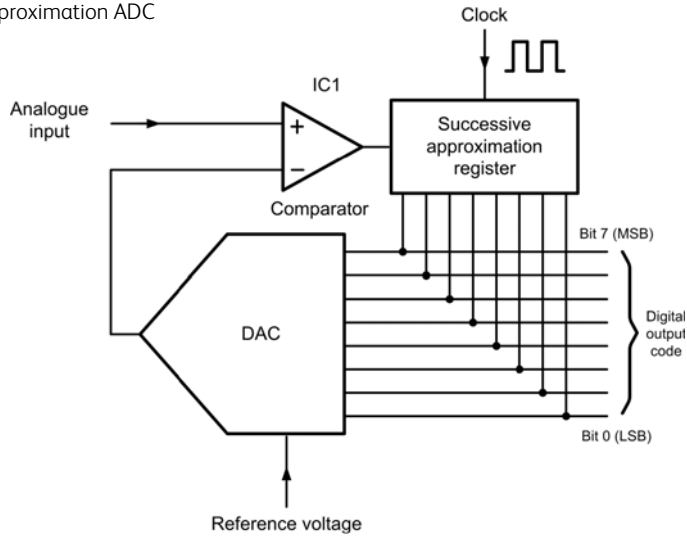 proximation ADC
Clock
IC1
Analogue
input
+
−
Successive
approximation
register
Comparator
Bit 7 (MSB)
DAC
Digital
output
code
Bit 0 (LSB)
Reference voltage